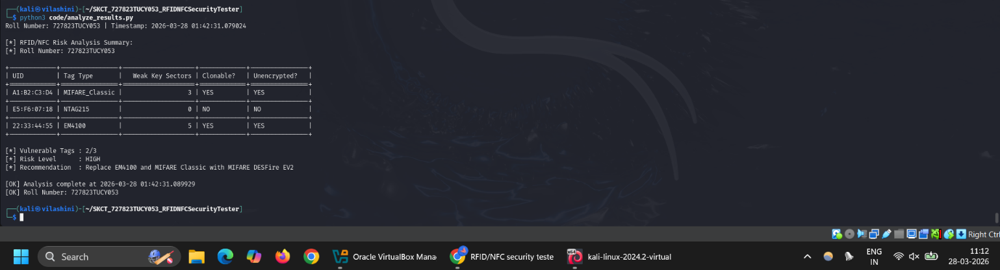 ┌──(kali㉿vilashini)-[~/SKCT_727823TUCY053_RFIDNFCSecurityTester]
└─$ python3 code/analyze_results.py
Roll Number: 727823TUCY053 | Timestamp: 2026-03-28 01:42:31.079024
[*] RFID/NFC Risk Analysis Summary:
[*] Roll Number: 727823TUCY053
| UID | Tag Type | Weak Key Sectors | Clonable? | Unencrypted? |
| A1:B2:C3:D4 | MIFARE_Classic | 3 | YES | YES |
| E5:F6:07:18 | NTAG215 | 0 | NO | NO |
| 22:33:44:55 | EM4100 | 5 | YES | YES |
[*] Vulnerable Tags : 2/3
[*] Risk Level : HIGH
[*] Recommendation : Replace EM4100 and MIFARE Classic with MIFARE DESFire EV2
[OK] Analysis complete at 2026-03-28 01:42:31.089929
[OK] Roll Number: 727823TUCY053
┌──(kali㉿vilashini)-[~/SKCT_727823TUCY053_RFIDNFCSecurityTester]
└─$
Right Ctrl
Search
Oracle VirtualBox Mana
RFID/NFC security teste
x64
kali-linux-2024.2-virtual
ENG
IN
11:12
28-03-2026